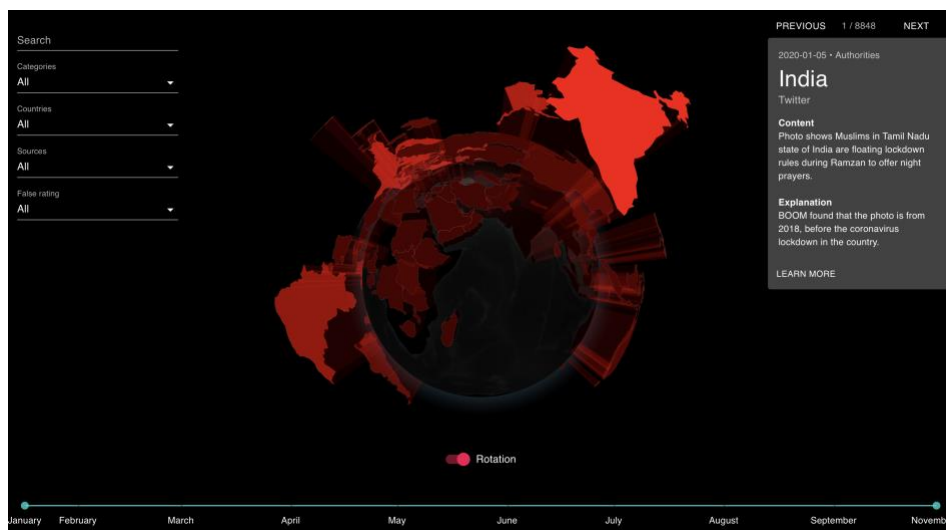 Search
Categories
All
Countries
All
Sources
All
False rating
All
PREVIOUS 1 / 8848 NEXT
2020-01-05 • Authorities
India
Twitter
Content
Photo shows Muslims in Tamil Nadu
state of India are floating lockdown
rules during Ramzan to offer night
prayers.
Explanation
BOOM found that the photo is from
2018, before the coronavirus
lockdown in the country.
LEARN MORE
Rotation
January February March April May June July August September Novemb